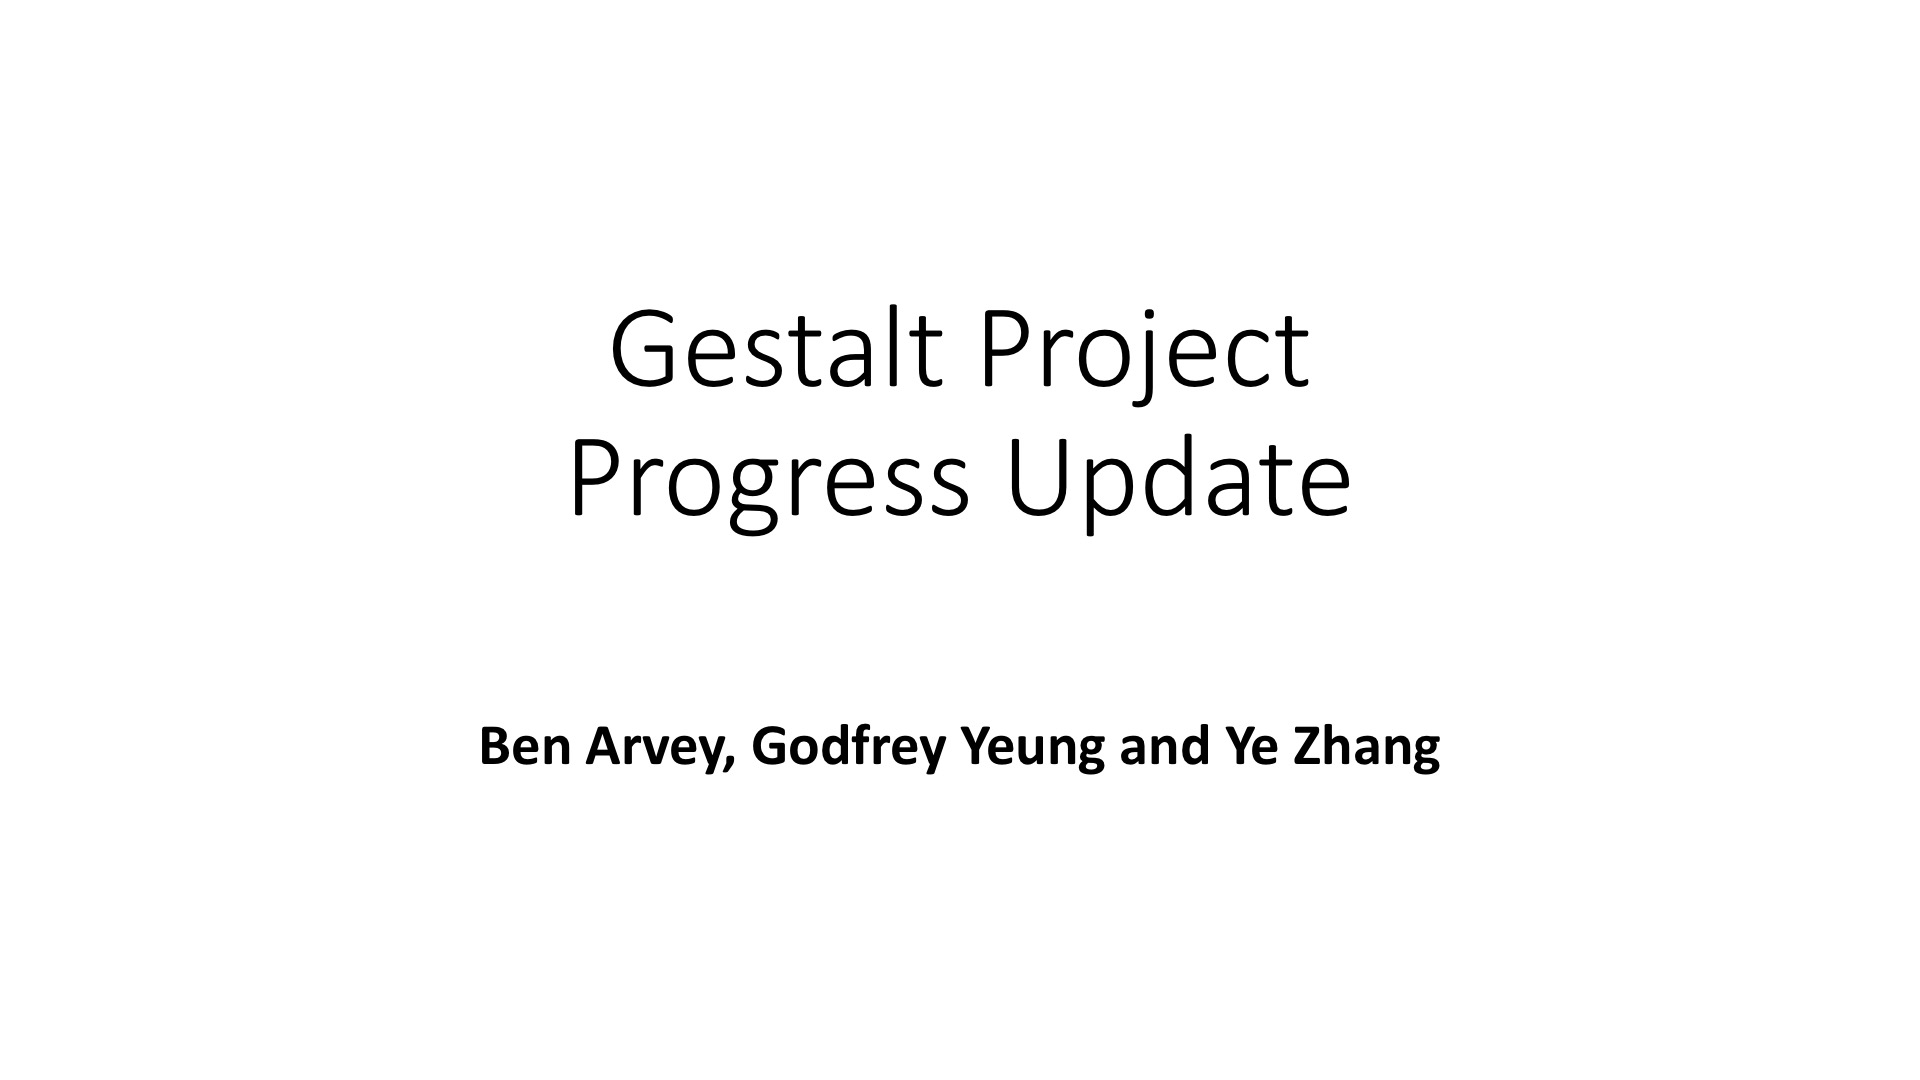 Gestalt Project
Progress Update
Ben Arvey, Godfrey Yeung and Ye Zhang